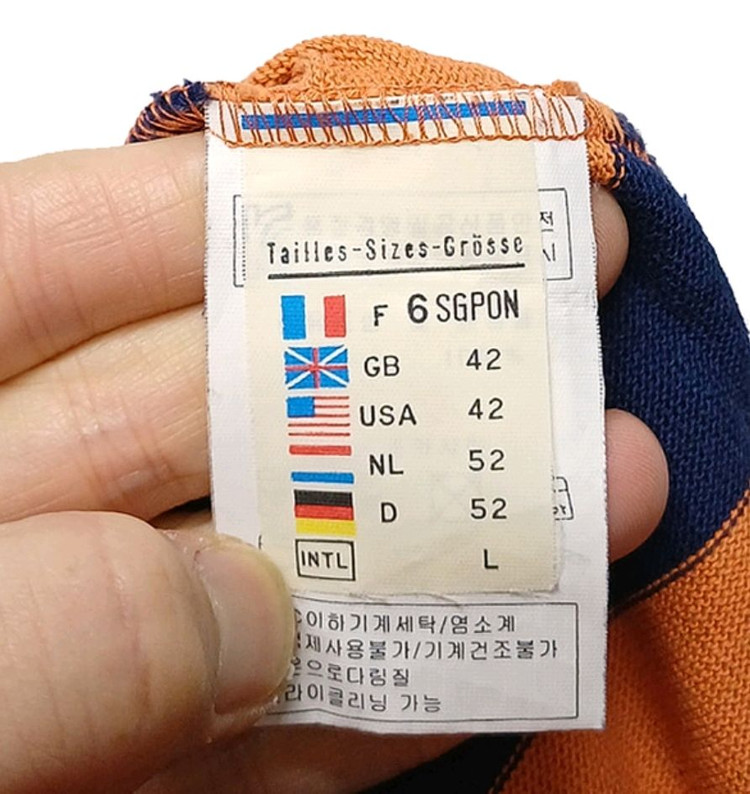 저
시
Tailles-Sizes-Grösse
F 6 SGPON
GB 42
USA 42
NL 52
D 52
INTL L
이하기계세탁/염소계
제사용불가/기계건조불가
으로다림질
라이클리닝 가능